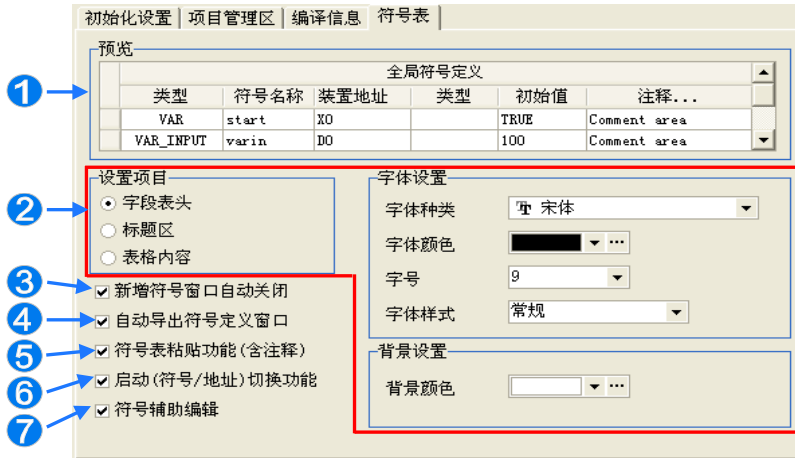 初始化设置 项目管理区 编译信息 符号表
预览
全局符号定义
类型 符号名称 装置地址 类型 初始值 注释...
VAR start X0 TRUE Comment area
VAR_INPUT varin D0 100 Comment area
1
设置项目
字段表头
标题区
表格内容
2
字体设置
字体种类 宋体
字体颜色
字号 9
字体样式 常规
3 新增符号窗口自动关闭
4 自动导出符号定义窗口
5 符号表粘贴功能(含注释)
6 启动(符号/地址)切换功能
7 符号辅助编辑
背景设置
背景颜色